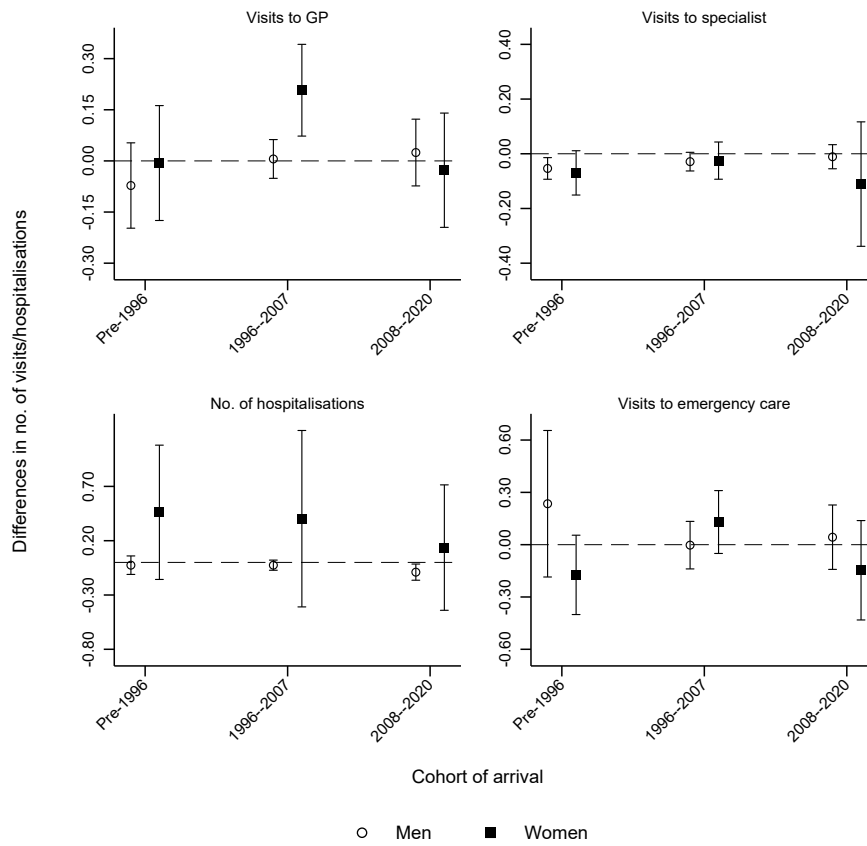 Differences in no. of visits/hospitalisations
Visits to GP
0.30
0.15
0.00
-0.15
-0.30
Pre-1996
1996--2007
2008--2020
Visits to specialist
0.40
0.20
0.00
-0.20
-0.40
Pre-1996
1996--2007
2008--2020
No. of hospitalisations
0.70
0.20
-0.30
-0.80
Pre-1996
1996--2007
2008--2020
Visits to emergency care
0.60
0.30
0.00
-0.30
-0.60
Pre-1996
1996--2007
2008--2020
Cohort of arrival
Men
Women